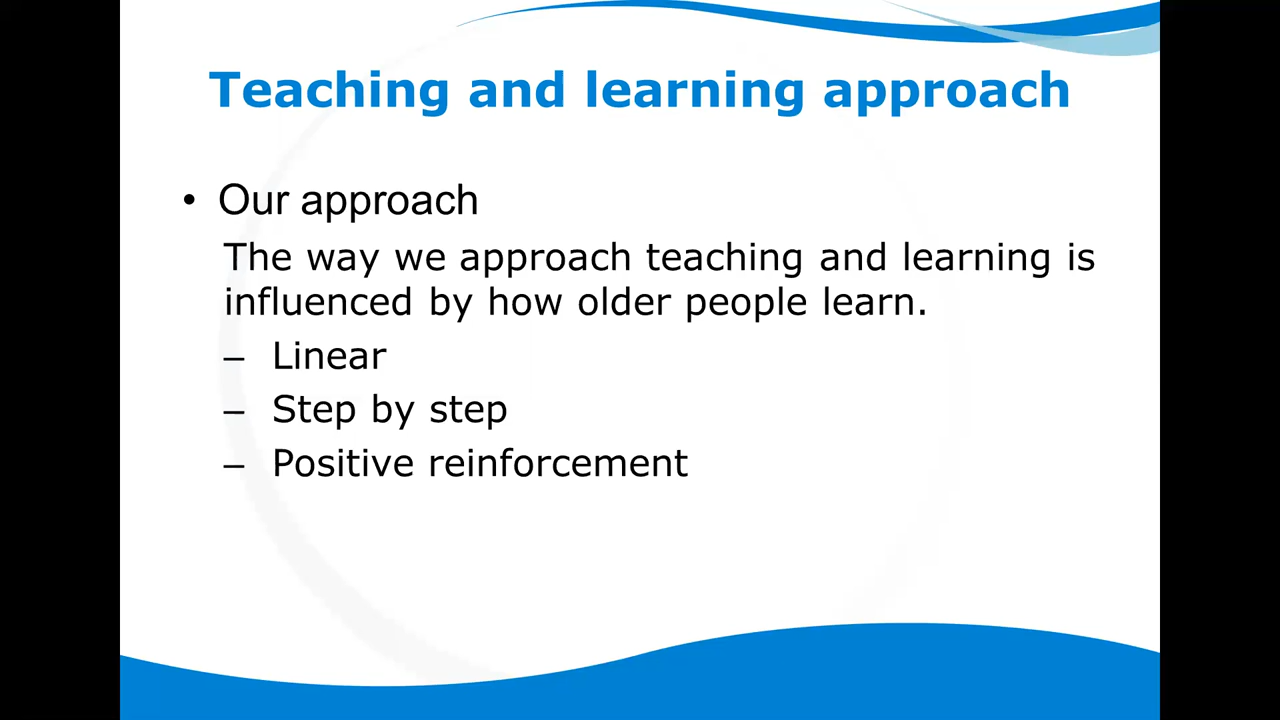 Teaching and learning approach
• Our approach
The way we approach teaching and learning is
influenced by how older people learn.
– Linear
– Step by step
– Positive reinforcement